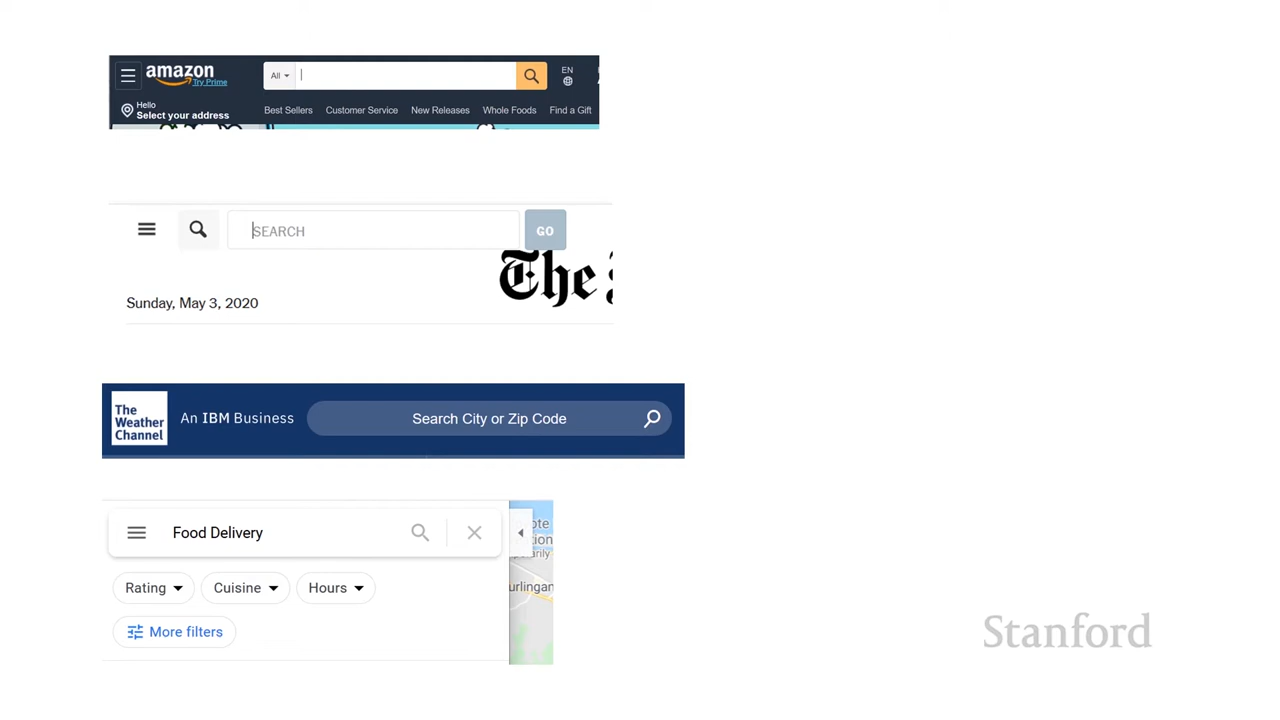 amazon
Try Prime
All
EN
Hello
Select your address
Best Sellers Customer Service New Releases Whole Foods Find a Gift
SEARCH
GO
The
Sunday, May 3, 2020
The
Weather
Channel
An IBM Business
Search City or Zip Code
Food Delivery
Rating Cuisine Hours
More filters
Stanford